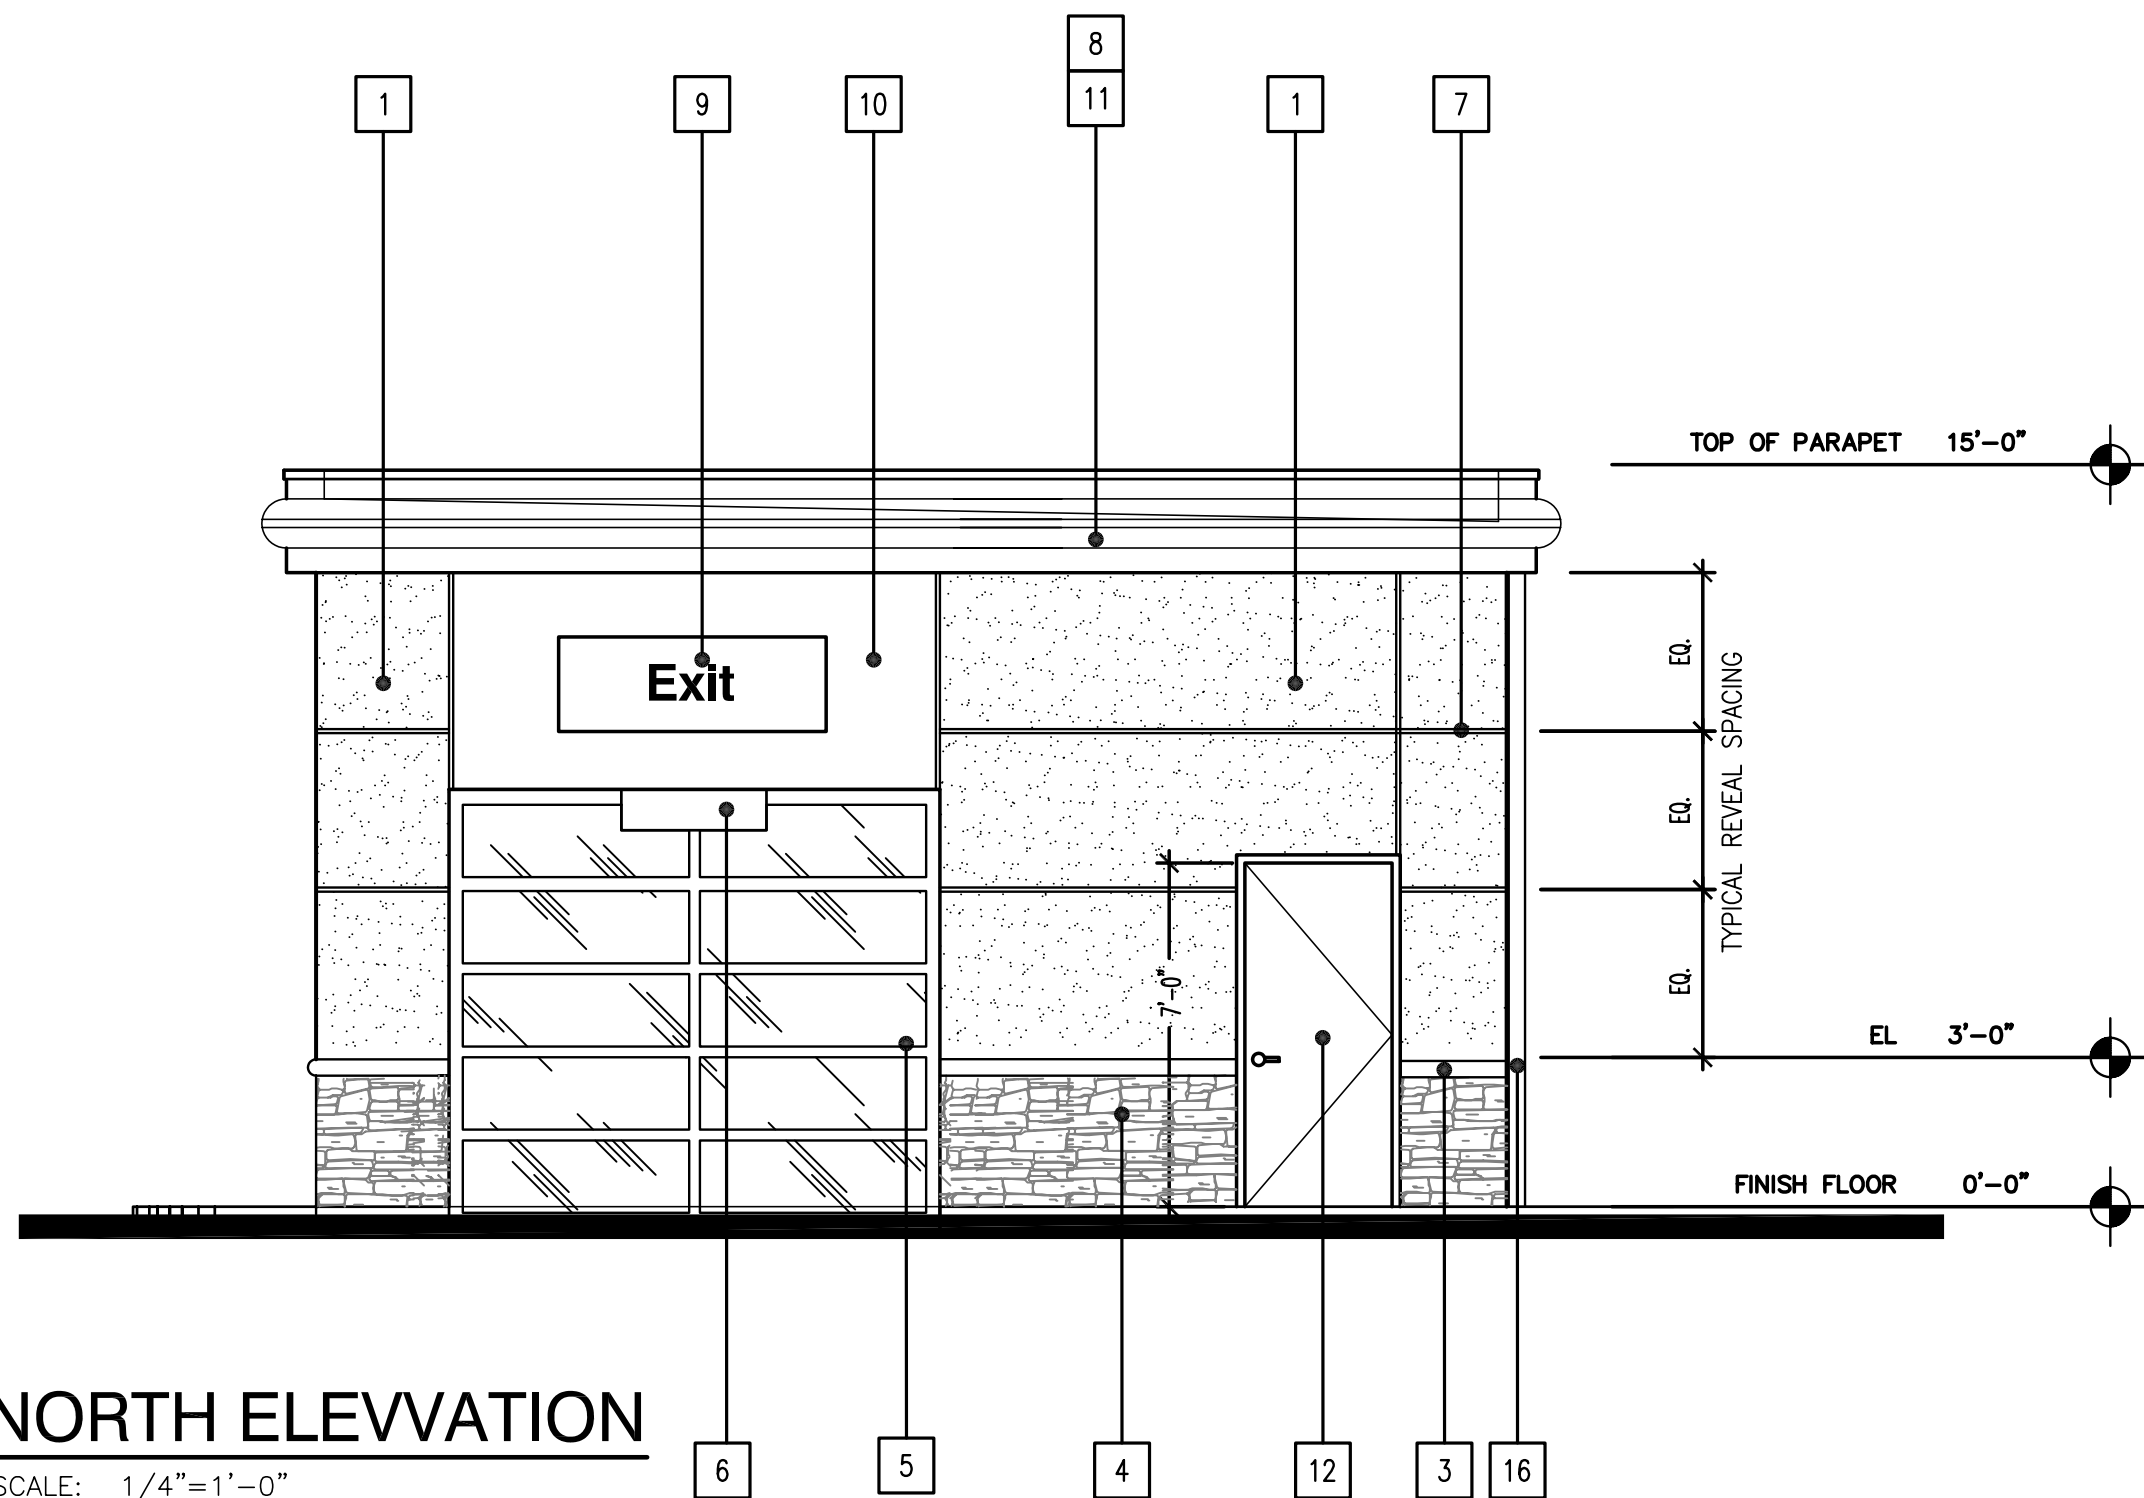 8
1
9
10
11
1
7
TOP OF PARAPET 15'-0"
Exit
EQ.
EQ.
EQ.
TYPICAL REVEAL SPACING
7'-0"
EL 3'-0"
FINISH FLOOR 0'-0"
NORTH ELEVVATION
SCALE: 1/4"=1'-0"
6
5
4
12
3
16